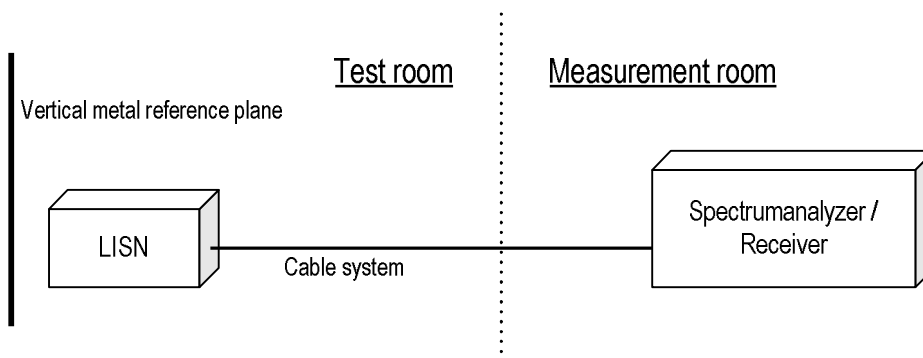 Test room
Measurement room
Vertical metal reference plane
LISN
Cable system
Spectrumanalyzer /
Receiver